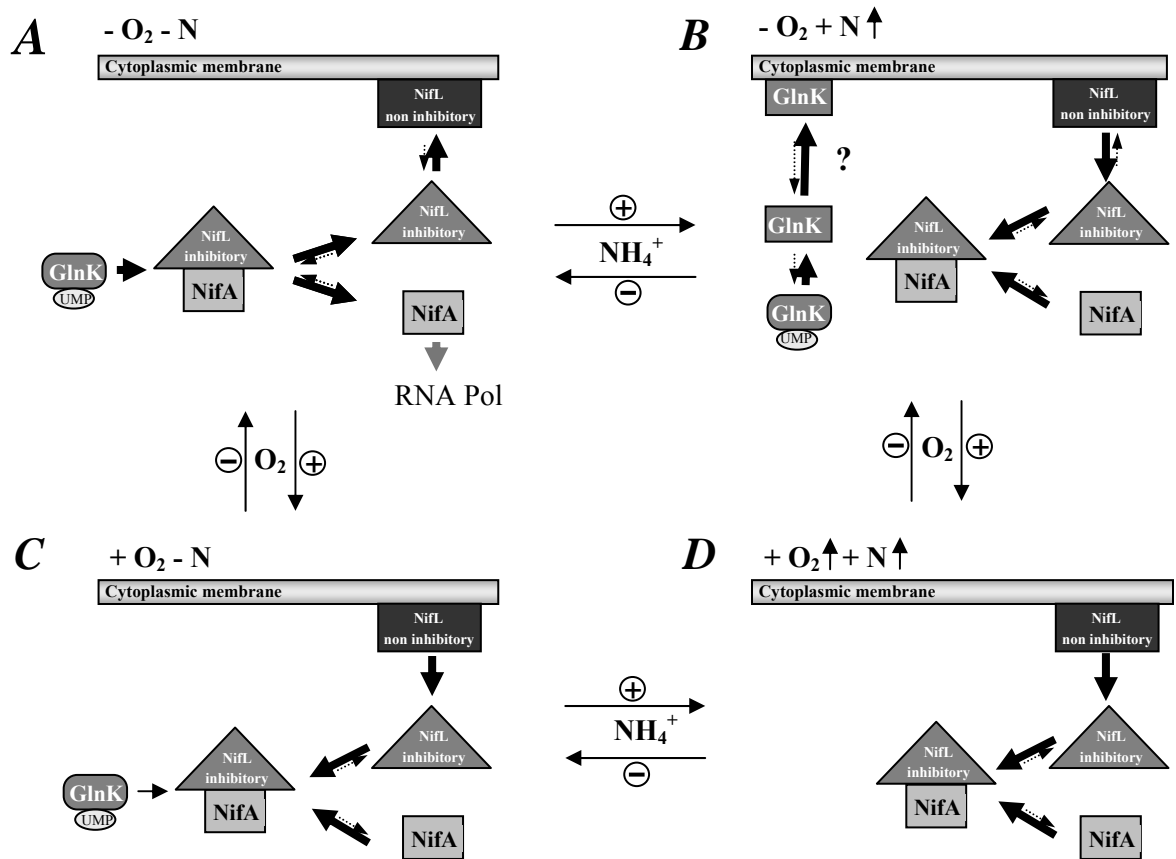 A
- O₂ - N
Cytoplasmic membrane
NifL
non inhibitory
NifL
inhibitory
NifL
inhibitory
NifA
GlnK
UMP
NifA
RNA Pol
+
NH₄⁺
−
B
- O₂ + N ↑
Cytoplasmic membrane
GlnK
NifL
non inhibitory
?
GlnK
NifL
inhibitory
NifL
inhibitory
NifA
GlnK
UMP
NifA
− O₂ +
− O₂ +
C
+ O₂ - N
Cytoplasmic membrane
NifL
non inhibitory
NifL
inhibitory
NifL
inhibitory
NifA
GlnK
UMP
NifA
+
NH₄⁺
−
D
+ O₂ ↑ + N ↑
Cytoplasmic membrane
NifL
non inhibitory
NifL
inhibitory
NifL
inhibitory
NifA
NifA